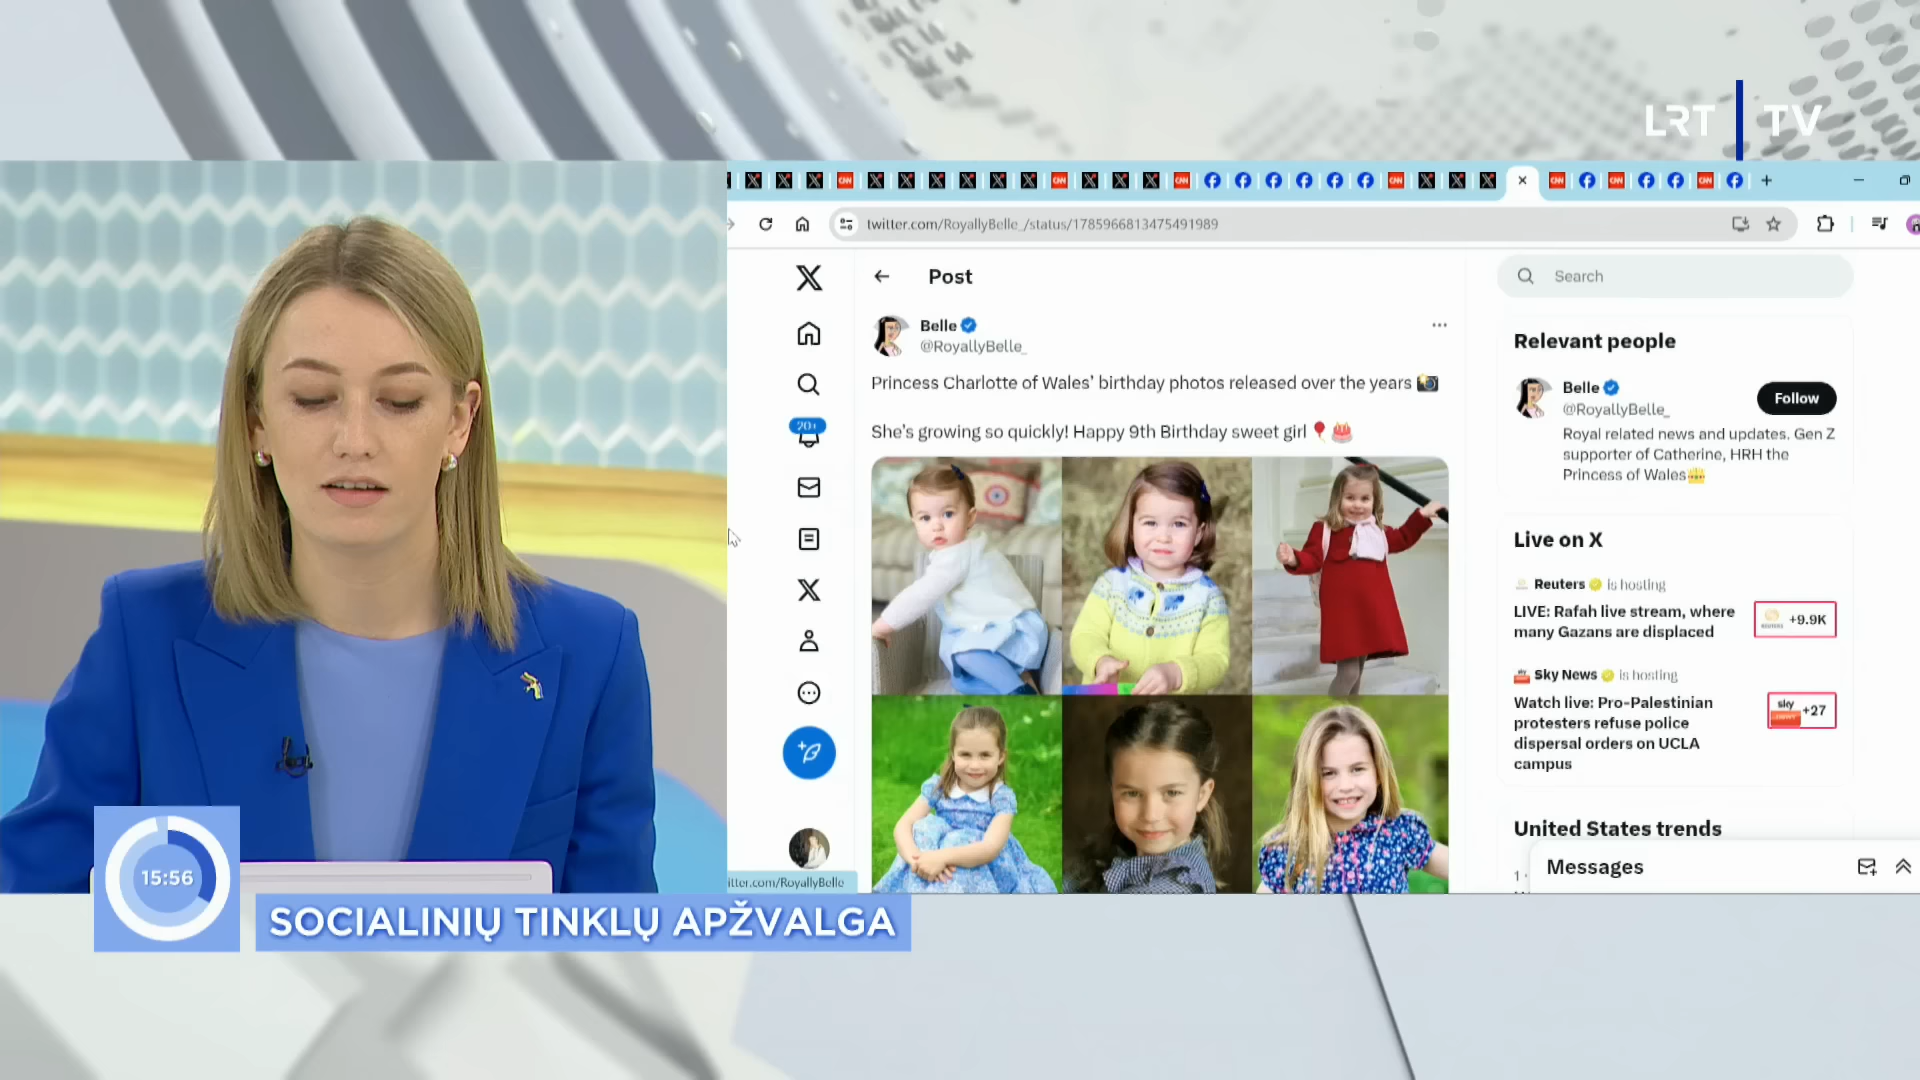 LRT TV
twitter.com/RoyallyBelle_/status/1785966813475491989
Post
Belle
@RoyallyBelle_
Princess Charlotte of Wales’ birthday photos released over the years
She’s growing so quickly! Happy 9th Birthday sweet girl
20+
itter.com/RoyallyBelle
Search
Relevant people
Belle
@RoyallyBelle_
Follow
Royal related news and updates. Gen Z
supporter of Catherine, HRH the
Princess of Wales
Live on X
Reuters is hosting
LIVE: Rafah live stream, where
many Gazans are displaced
+9.9K
Sky News is hosting
Watch live: Pro-Palestinian
protesters refuse police
dispersal orders on UCLA
campus
sky
+27
United States trends
Messages
15:56
SOCIALINIŲ TINKLŲ APŽVALGA